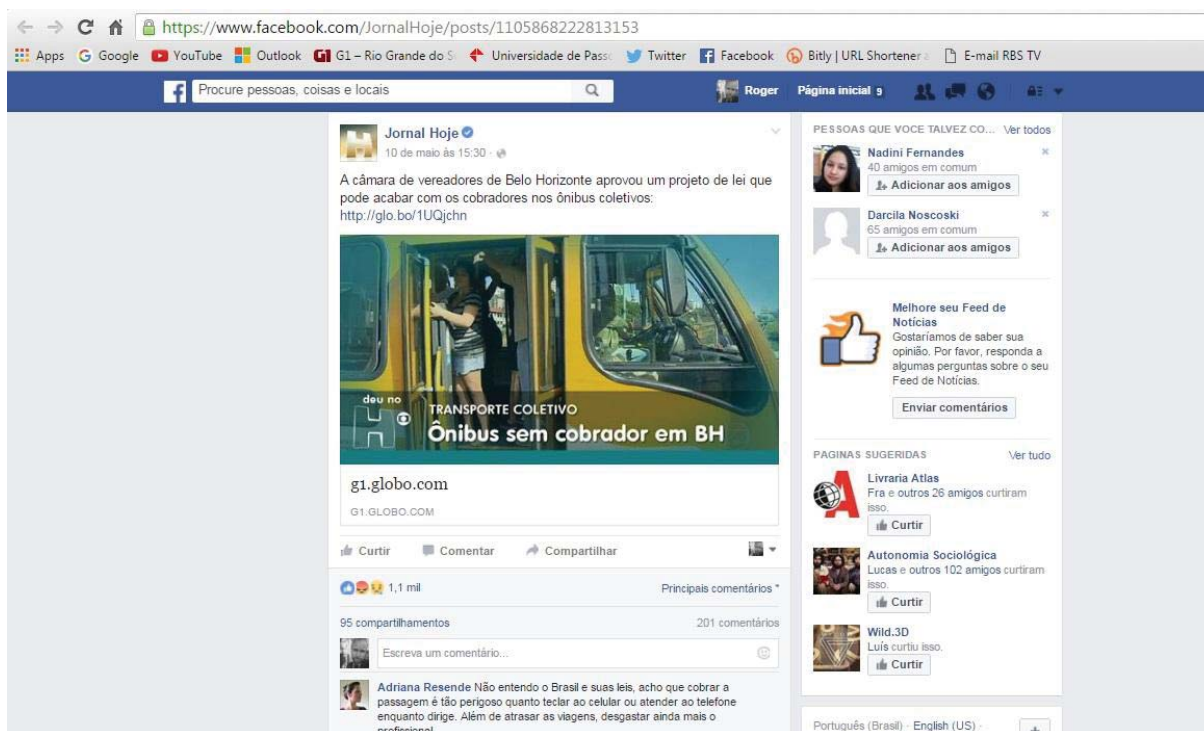 https://www.facebook.com/JornalHoje/posts/1105868222813153
Apps Google YouTube Outlook G1 – Rio Grande do S Universidade de Passo Twitter Facebook Bitly | URL Shortener a E-mail RBS TV
Procure pessoas, coisas e locais Roger Página inicial 9
Jornal Hoje
10 de maio às 15:30
A câmara de vereadores de Belo Horizonte aprovou um projeto de lei que
pode acabar com os cobradores nos ônibus coletivos:
http://glo.bo/1UQjchn
deu no
H
TRANSPORTE COLETIVO
Ônibus sem cobrador em BH
g1.globo.com
G1.GLOBO.COM
Curtir Comentar Compartilhar
1,1 mil Principais comentários
95 compartilhamentos 201 comentários
Escreva um comentário...
Adriana Resende Não entendo o Brasil e suas leis, acho que cobrar a
passagem é tão perigoso quanto teclar ao celular ou atender ao telefone
enquanto dirige. Além de atrasar as viagens, desgastar ainda mais o
profissional
PESSOAS QUE VOCE TALVEZ CO... Ver todos
Nadini Fernandes
40 amigos em comum
Adicionar aos amigos
Darcila Noscoski
65 amigos em comum
Adicionar aos amigos
Melhore seu Feed de
Notícias
Gostaríamos de saber sua
opinião. Por favor, responda a
algumas perguntas sobre o seu
Feed de Notícias.
Enviar comentários
PAGINAS SUGERIDAS Ver tudo
Livraria Atlas
Fra e outros 26 amigos curtiram
isso.
Curtir
Autonomia Sociológica
Lucas e outros 102 amigos curtiram
isso.
Curtir
Wild.3D
Luís curtiu isso.
Curtir
Português (Brasil) · English (US) ·